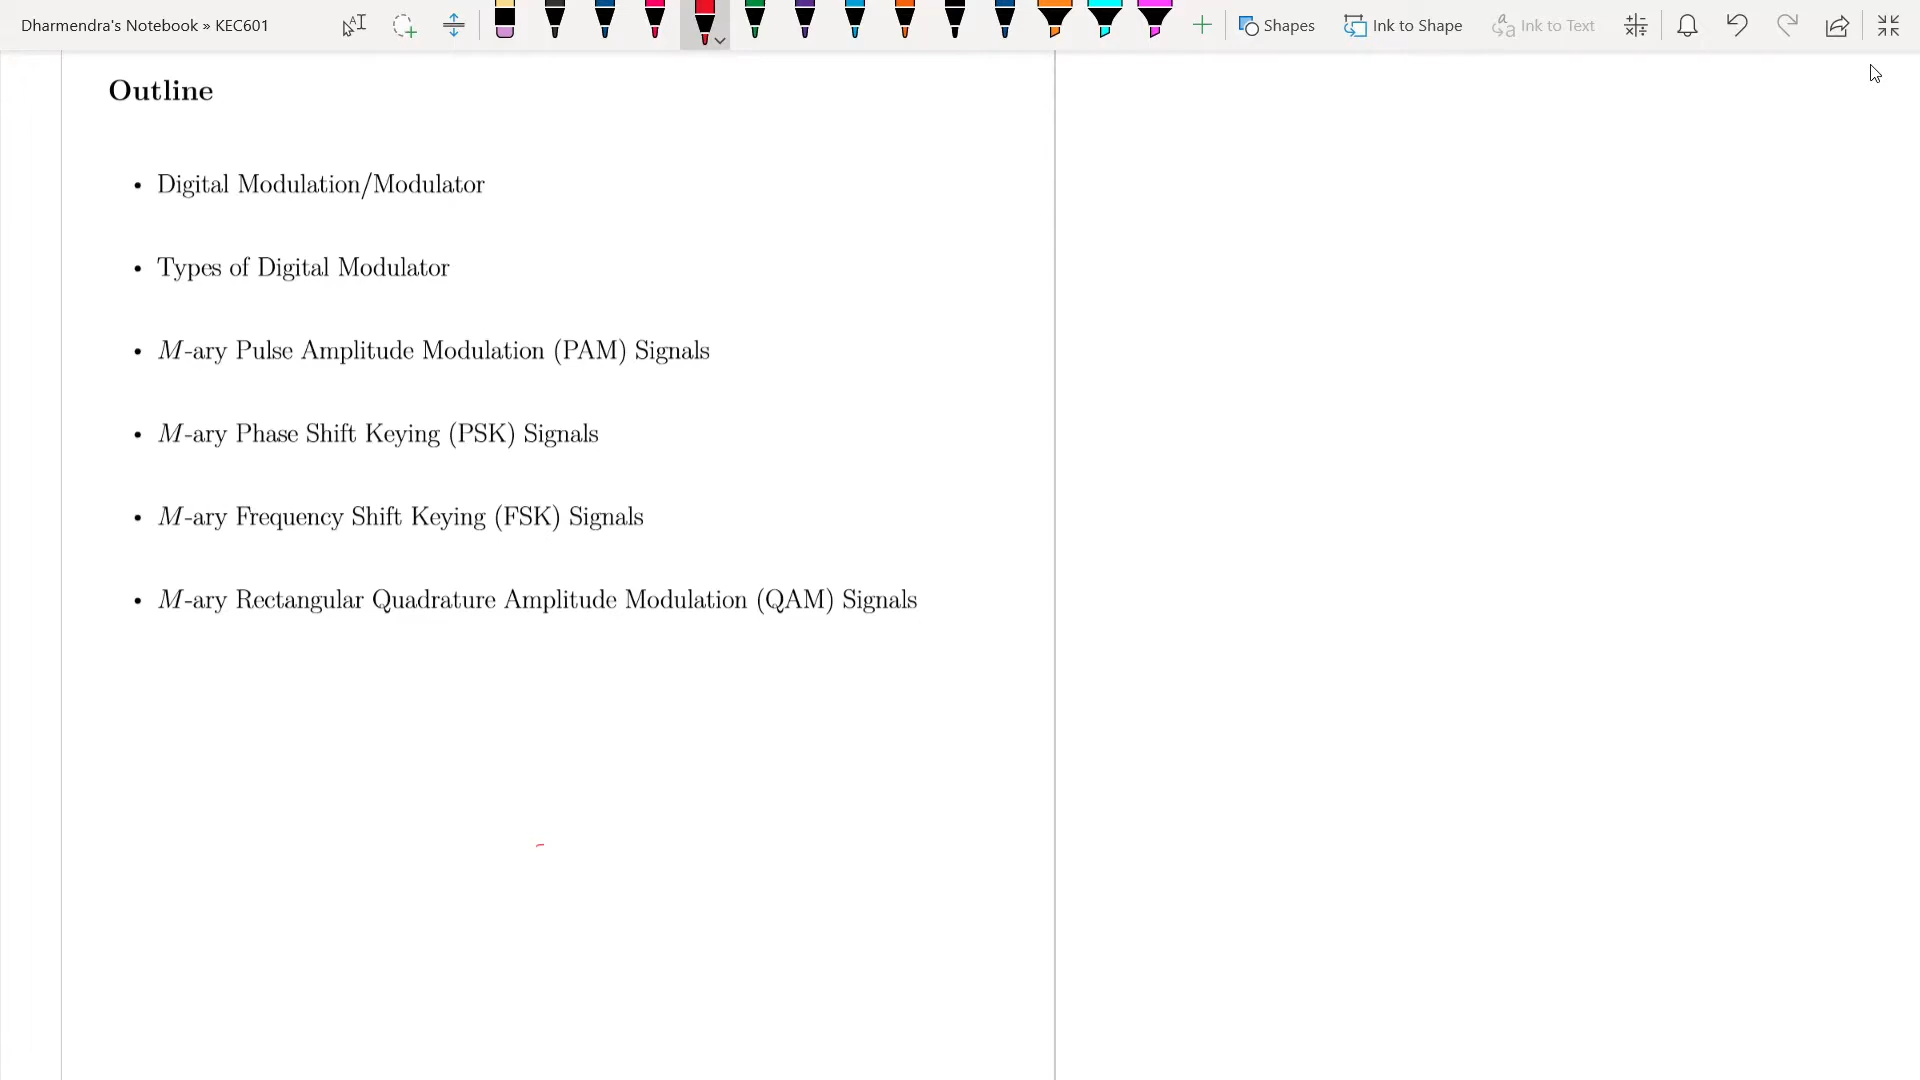 Dharmendra's Notebook » KEC601
Shapes
Ink to Shape
Ink to Text
Outline
• Digital Modulation/Modulator
• Types of Digital Modulator
• M-ary Pulse Amplitude Modulation (PAM) Signals
• M-ary Phase Shift Keying (PSK) Signals
• M-ary Frequency Shift Keying (FSK) Signals
• M-ary Rectangular Quadrature Amplitude Modulation (QAM) Signals